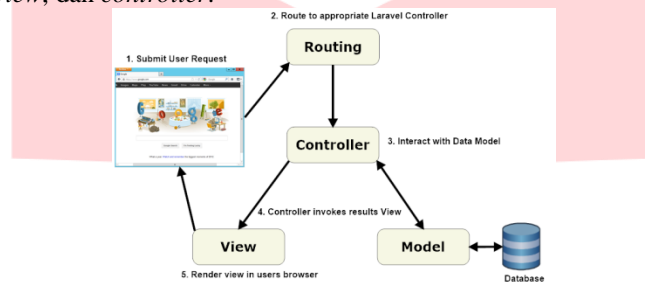 view, dan controller.
2. Route to appropriate Laravel Controller
1. Submit User Request
Routing
Controller
3. Interact with Data Model
4. Controller invokes results View
View
Model
5. Render view in users browser
Database